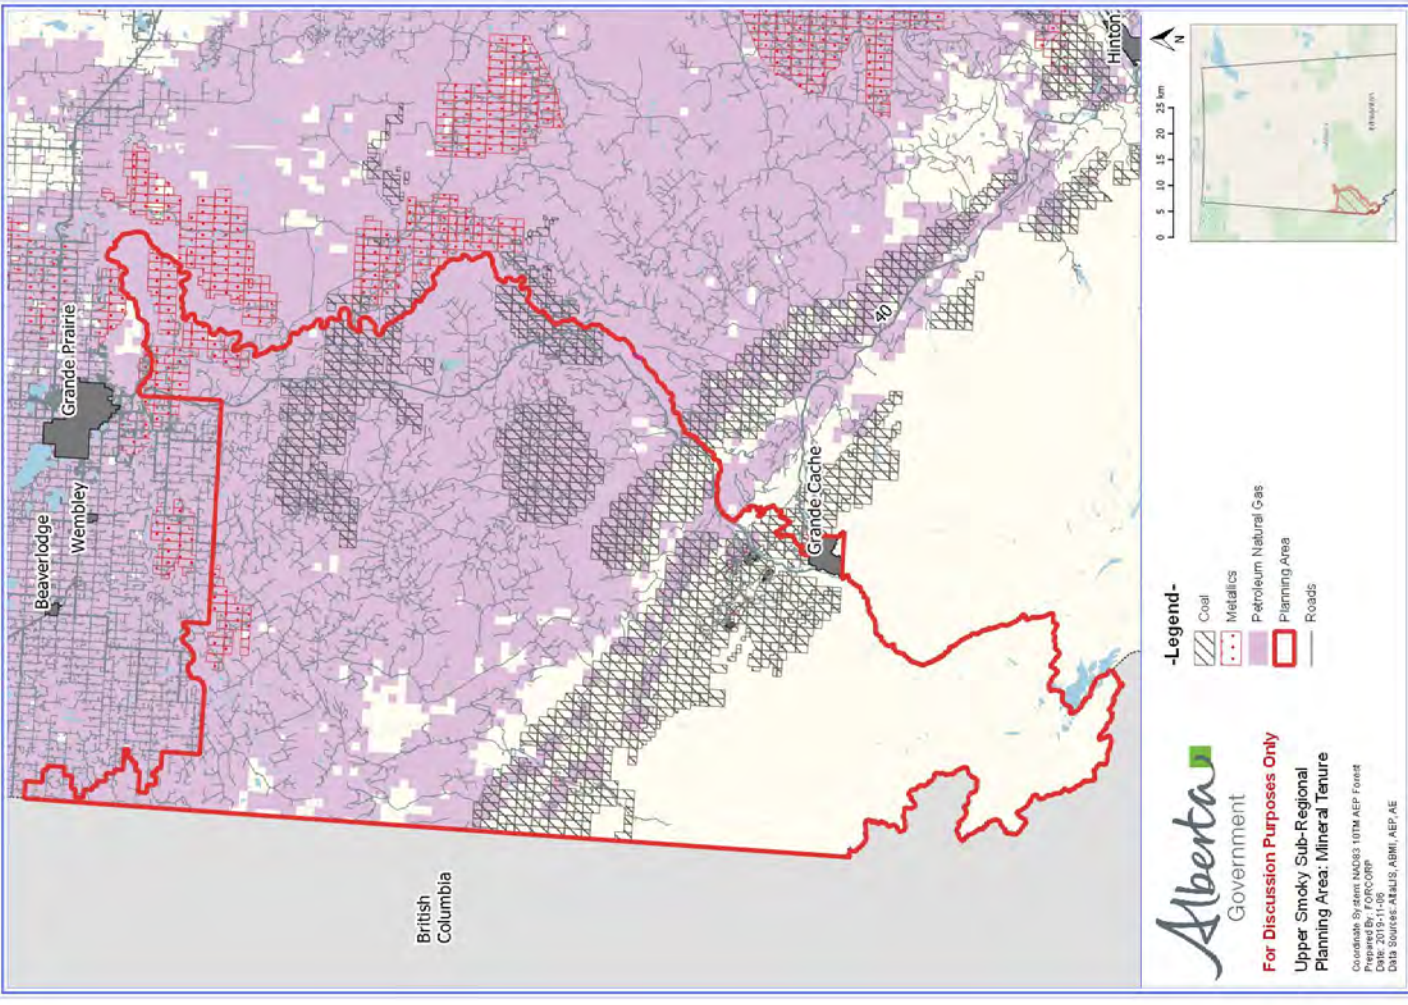 Beaverlodge
Wembley
Grande Prairie
Hinton
40
Grande Cache
British
Columbia
N
0 5 10 15 20 25 km
-Legend-
Coal
Metallics
Petroleum Natural Gas
Planning Area
Roads
Alberta
Government
For Discussion Purposes Only
Upper Smoky Sub-Regional
Planning Area: Mineral Tenure
Coordinate System: NAD83 10TM AEP Forest
Prepared By: FORCORP
Date: 2019-11-06
Data Sources: AltaLIS, ABMI, AEP, AE